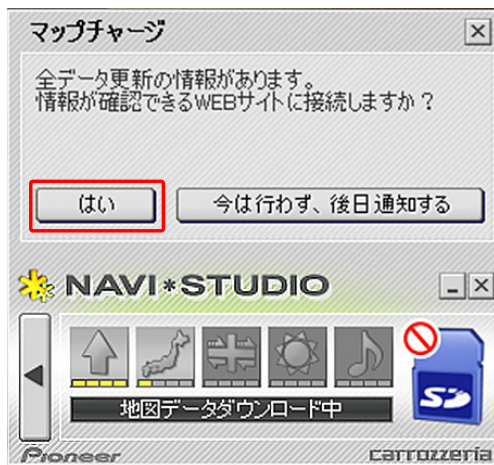 マップチャージ
全データ更新の情報があります。
情報が確認できるWEBサイトに接続しますか？
はい
今は行わず、後日通知する
NAVI*STUDIO
地図データダウンロード中
SD
Pioneer
carrozzeria